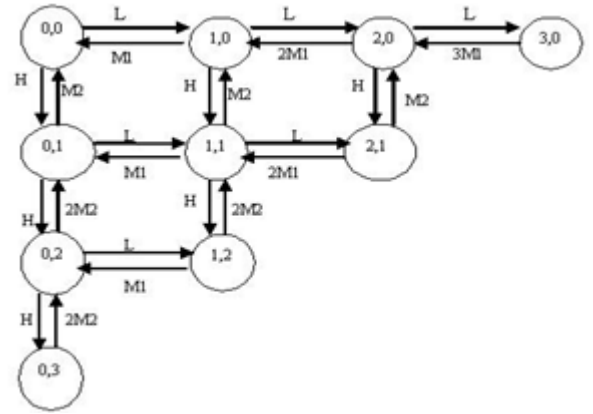 L L L
0,0 1,0 2,0 3,0
M1 2M1 3M1
H M2 H M2 H M2
L L
0,1 1,1 2,1
M1 2M1
H 2M2 H 2M2
L
0,2 1,2
M1
H 2M2
0,3